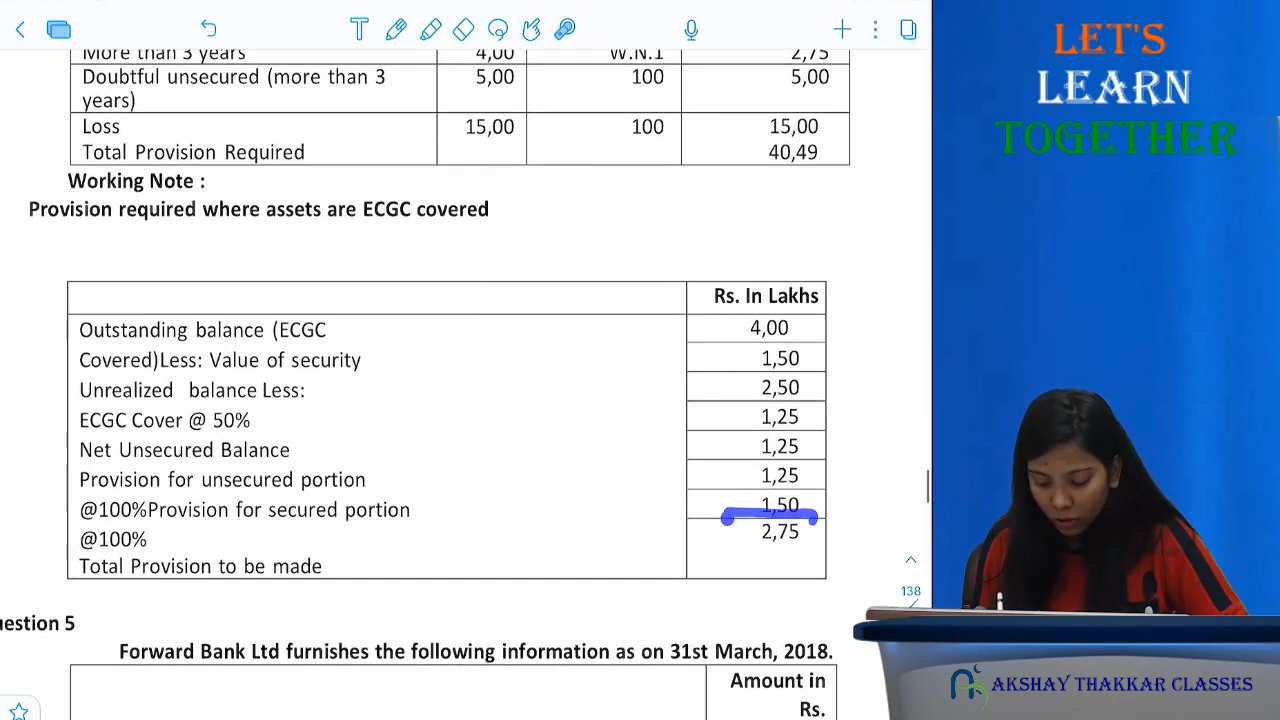 LET'S
LEARN
TOGETHER
More than 3 years 4,00 W.N.1 2,75
Doubtful unsecured (more than 3 5,00 100 5,00
years)
Loss 15,00 100 15,00
Total Provision Required 40,49
Working Note :
Provision required where assets are ECGC covered
Rs. In Lakhs
Outstanding balance (ECGC 4,00
Covered)Less: Value of security 1,50
Unrealized balance Less: 2,50
ECGC Cover @ 50% 1,25
Net Unsecured Balance 1,25
Provision for unsecured portion 1,25
@100%Provision for secured portion 1,50
@100% 2,75
Total Provision to be made
138
uestion 5
Forward Bank Ltd furnishes the following information as on 31st March, 2018.
Amount in
Rs.
AKSHAY THAKKAR CLASSES